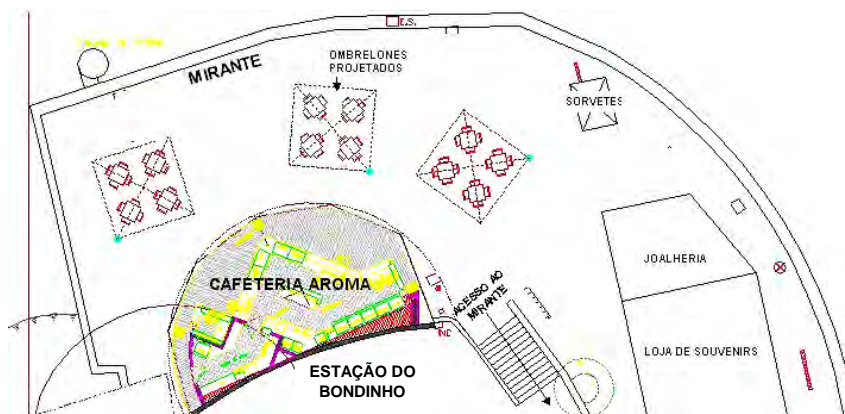 E.S.
MIRANTE
OMBRELONES
PROJETADOS
SORVETES
JOALHERIA
CAFETERIA AROMA
ACESSO AO
MIRANTE
LOJA DE SOUVENIRS
ESTAÇÃO DO
BONDINHO